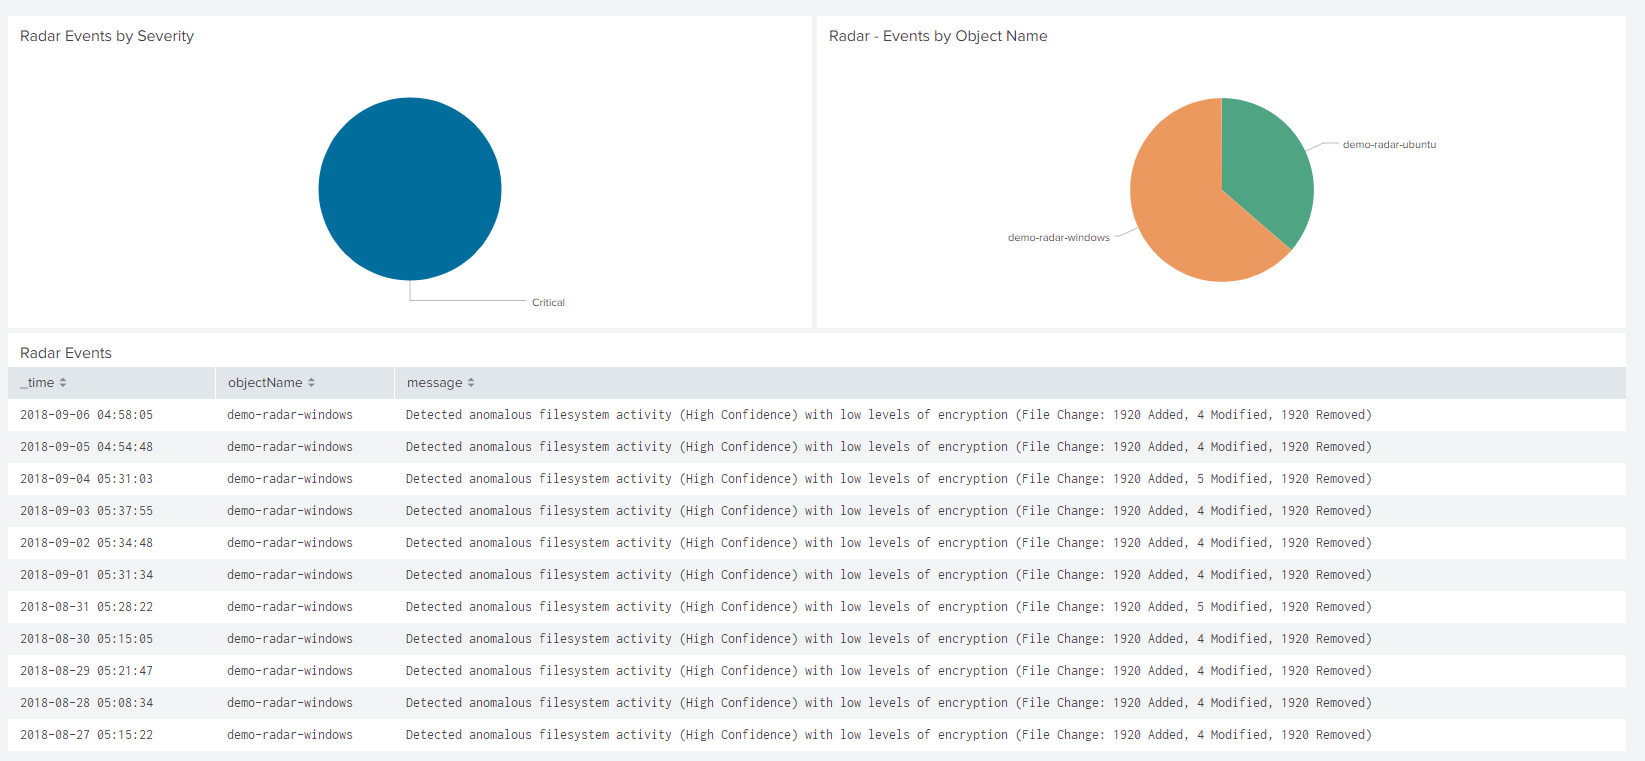 Radar Events by Severity
Critical
Radar - Events by Object Name
demo-radar-ubuntu
demo-radar-windows
Radar Events
_time objectName message
2018-09-06 04:58:05 demo-radar-windows Detected anomalous filesystem activity (High Confidence) with low levels of encryption (File Change: 1920 Added, 4 Modified, 1920 Removed)
2018-09-05 04:54:48 demo-radar-windows Detected anomalous filesystem activity (High Confidence) with low levels of encryption (File Change: 1920 Added, 4 Modified, 1920 Removed)
2018-09-04 05:31:03 demo-radar-windows Detected anomalous filesystem activity (High Confidence) with low levels of encryption (File Change: 1920 Added, 5 Modified, 1920 Removed)
2018-09-03 05:37:55 demo-radar-windows Detected anomalous filesystem activity (High Confidence) with low levels of encryption (File Change: 1920 Added, 4 Modified, 1920 Removed)
2018-09-02 05:34:48 demo-radar-windows Detected anomalous filesystem activity (High Confidence) with low levels of encryption (File Change: 1920 Added, 4 Modified, 1920 Removed)
2018-09-01 05:31:34 demo-radar-windows Detected anomalous filesystem activity (High Confidence) with low levels of encryption (File Change: 1920 Added, 4 Modified, 1920 Removed)
2018-08-31 05:28:22 demo-radar-windows Detected anomalous filesystem activity (High Confidence) with low levels of encryption (File Change: 1920 Added, 5 Modified, 1920 Removed)
2018-08-30 05:15:05 demo-radar-windows Detected anomalous filesystem activity (High Confidence) with low levels of encryption (File Change: 1920 Added, 4 Modified, 1920 Removed)
2018-08-29 05:21:47 demo-radar-windows Detected anomalous filesystem activity (High Confidence) with low levels of encryption (File Change: 1920 Added, 4 Modified, 1920 Removed)
2018-08-28 05:08:34 demo-radar-windows Detected anomalous filesystem activity (High Confidence) with low levels of encryption (File Change: 1920 Added, 4 Modified, 1920 Removed)
2018-08-27 05:15:22 demo-radar-windows Detected anomalous filesystem activity (High Confidence) with low levels of encryption (File Change: 1920 Added, 4 Modified, 1920 Removed)